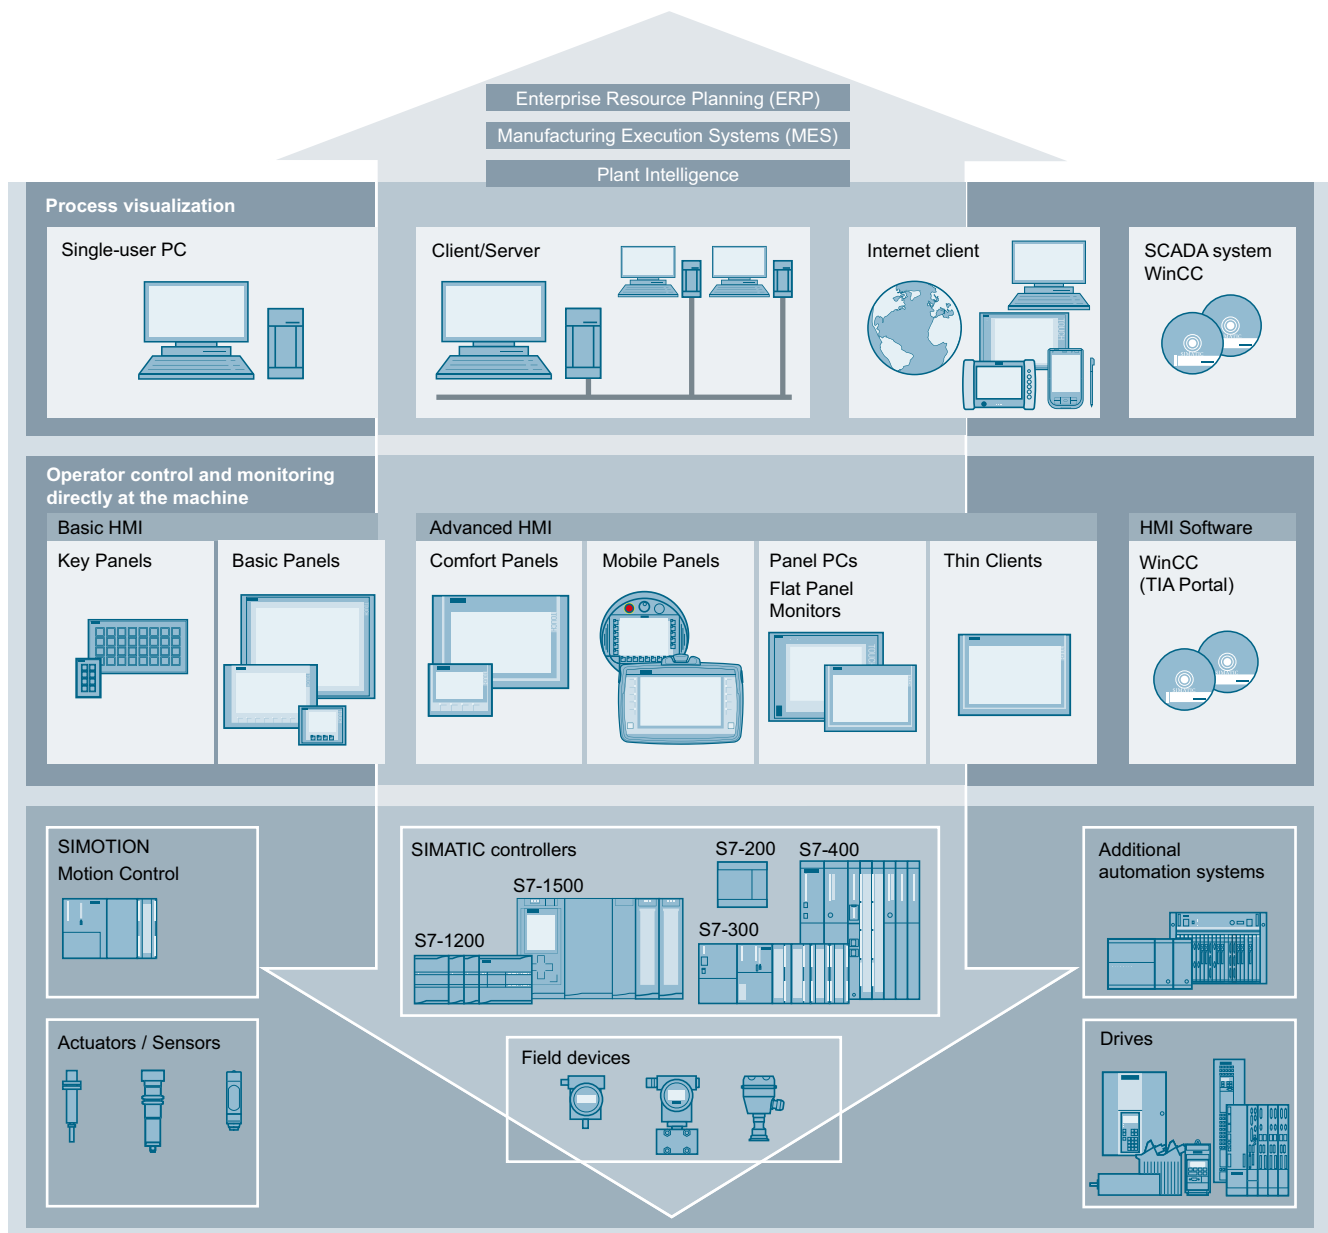 Enterprise Resource Planning (ERP)
Manufacturing Execution Systems (MES)
Plant Intelligence
Process visualization
Single-user PC
Client/Server
Internet client
SCADA system
WinCC
Operator control and monitoring
directly at the machine
Basic HMI
Advanced HMI
HMI Software
Key Panels
Basic Panels
Comfort Panels
Mobile Panels
Panel PCs
Flat Panel
Monitors
Thin Clients
WinCC
(TIA Portal)
SIMOTION
Motion Control
SIMATIC controllers
S7-1500
S7-1200
S7-200
S7-400
S7-300
Additional
automation systems
Actuators / Sensors
Field devices
Drives